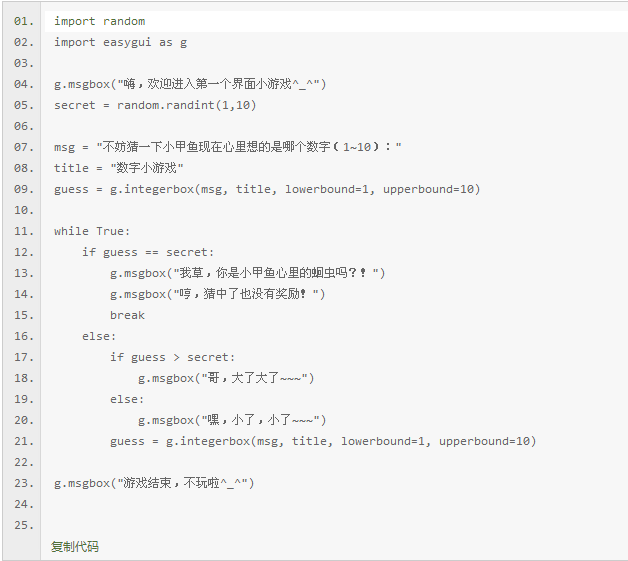 01. import random
02. import easygui as g
03.
04. g.msgbox("嗨，欢迎进入第一个界面小游戏^_^")
05. secret = random.randint(1,10)
06.
07. msg = "不妨猜一下小甲鱼现在心里想的是哪个数字（1~10）："
08. title = "数字小游戏"
09. guess = g.integerbox(msg, title, lowerbound=1, upperbound=10)
10.
11. while True:
12.     if guess == secret:
13.         g.msgbox("我草，你是小甲鱼心里的蛔虫吗？！")
14.         g.msgbox("哼，猜中了也没有奖励！")
15.         break
16.     else:
17.         if guess > secret:
18.             g.msgbox("哥，大了大了~~~")
19.         else:
20.             g.msgbox("嘿，小了，小了~~~")
21.         guess = g.integerbox(msg, title, lowerbound=1, upperbound=10)
22.
23. g.msgbox("游戏结束，不玩啦^_^")
24.
25.
复制代码